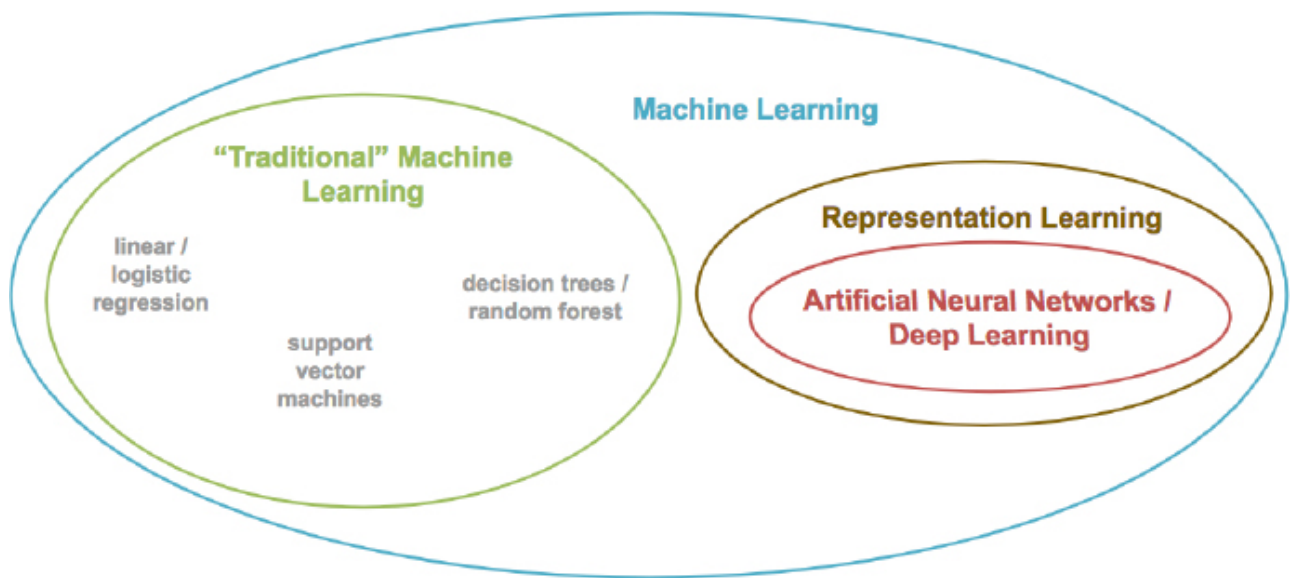 Machine Learning
“Traditional” Machine
Learning
linear /
logistic
regression
decision trees /
random forest
support
vector
machines
Representation Learning
Artificial Neural Networks /
Deep Learning